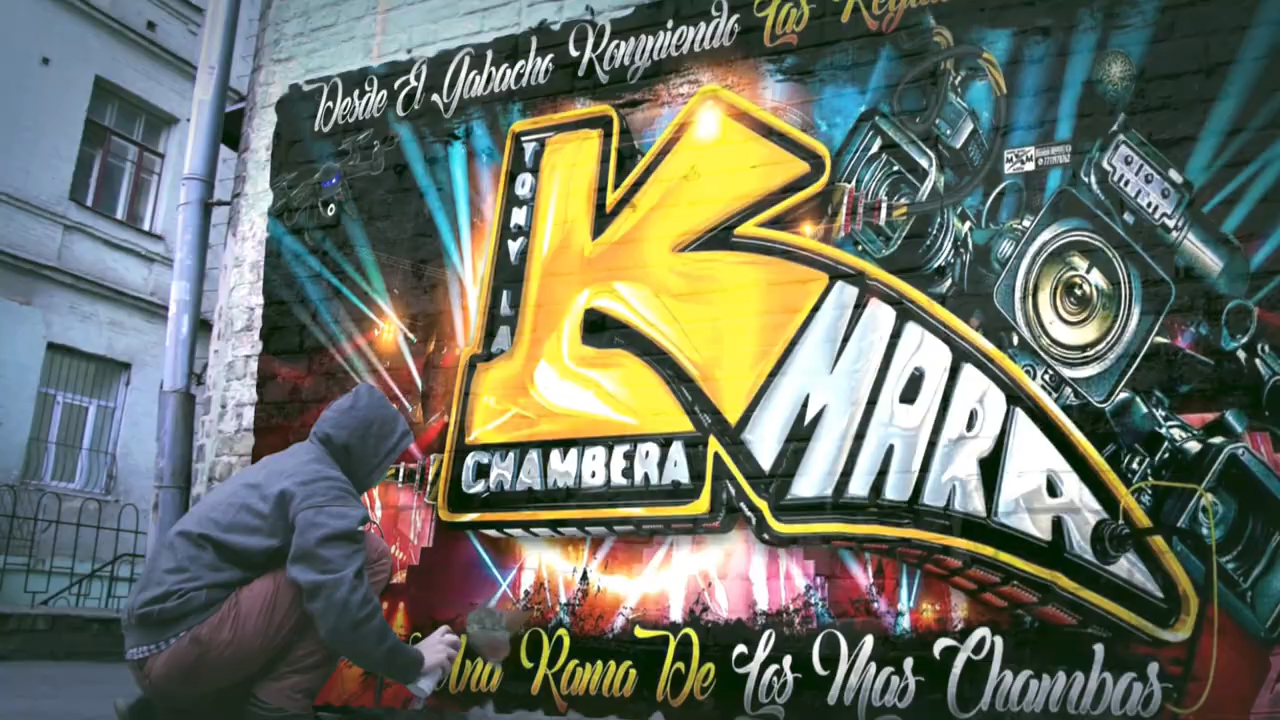 Desde El Gabacho Rompiendo Las
TONY LA
K
MARA
CHAMBERA
Una Rama De Los Mas Chambas